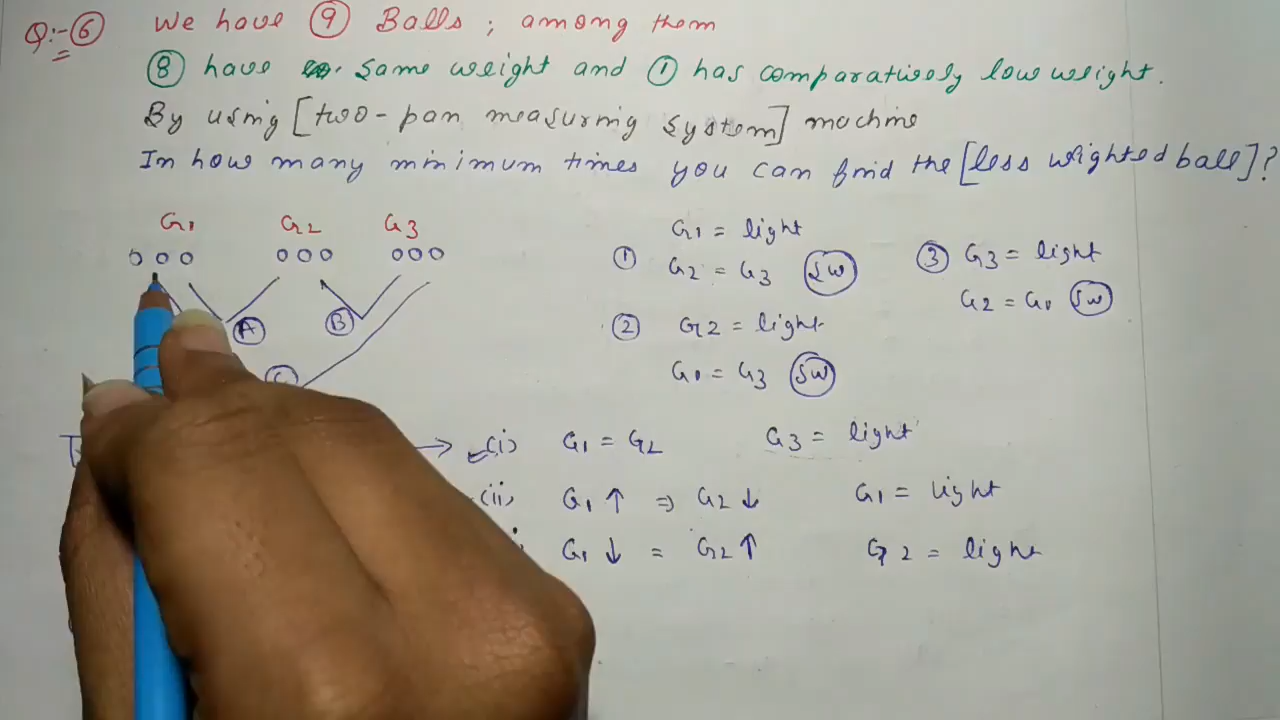 Q:- 6 We have 9 Balls ; among them
8 have same weight and 1 has comparatively low weight.
By using [two-pan measuring system] machine
In how many minimum times you can find the [less weighted ball]?
G1 G2 G3
A B
C
1 G1 = light
G2 = G3 SW
2 G2 = light
G1 = G3 SW
3 G3 = light
G2 = G1 SW
(i) G1 = G2 G3 = light
(ii) G1 ↑ ⇒ G2 ↓ G1 = light
G1 ↓ = G2 ↑ G2 = light